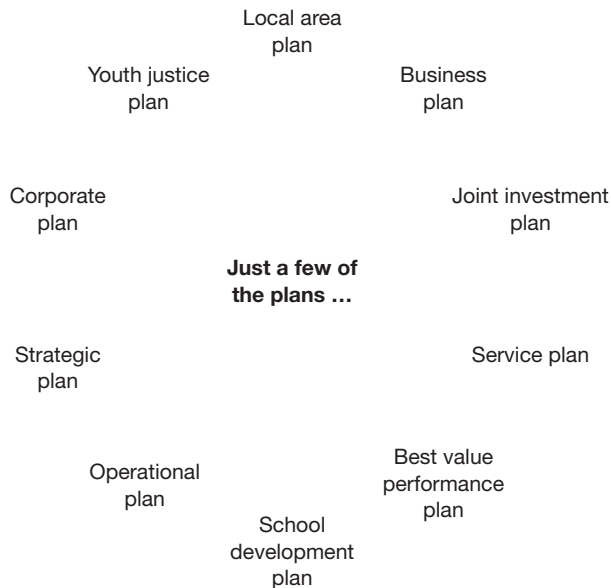 Local area
plan
Youth justice
plan
Business
plan
Corporate
plan
Joint investment
plan
Just a few of
the plans ...
Strategic
plan
Service plan
Operational
plan
Best value
performance
plan
School
development
plan